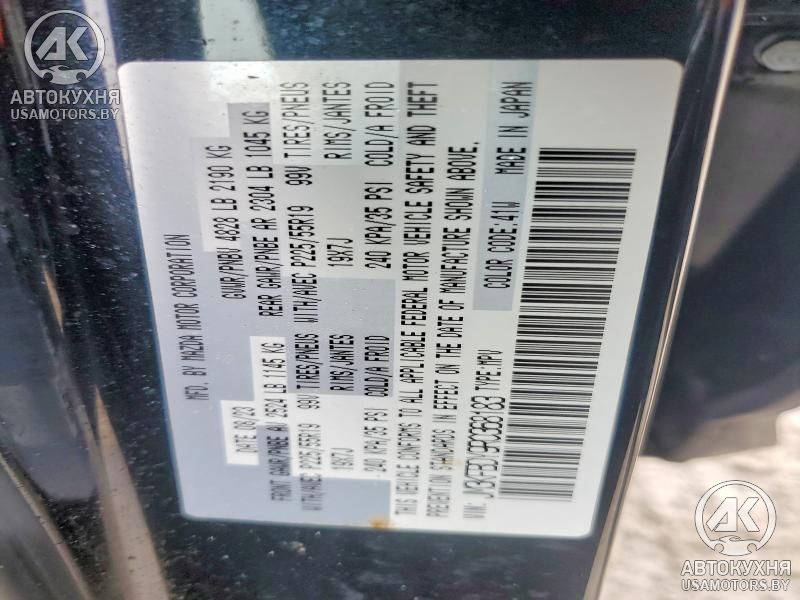 MFD. BY MAZDA MOTOR CORPORATION
DATE 08/23 GVWR/PNBV 4828 LB 2190 KG
FRONT GAWR/PNBE AV 2524 LB 1145 KG REAR GAWR/PNBE AR 2304 LB 1045 KG
WITH/AVEC P225/55R19 99V TIRES/PNEUS WITH/AVEC P225/55R19 99V TIRES/PNEUS
19X7J RIMS/JANTES 19X7J RIMS/JANTES
240 KPA/35 PSI COLD/A FROID 240 KPA/35 PSI COLD/A FROID
THIS VEHICLE CONFORMS TO ALL APPLICABLE FEDERAL MOTOR VEHICLE SAFETY AND THEFT
PREVENTION STANDARDS IN EFFECT ON THE DATE OF MANUFACTURE SHOWN ABOVE.
VIN: TYPE:MPV COLOR CODE:41W MADE IN JAPAN
AK
АВТОКУХНЯ
USAMOTORS.BY
AK
АВТОКУХНЯ
USAMOTORS.BY